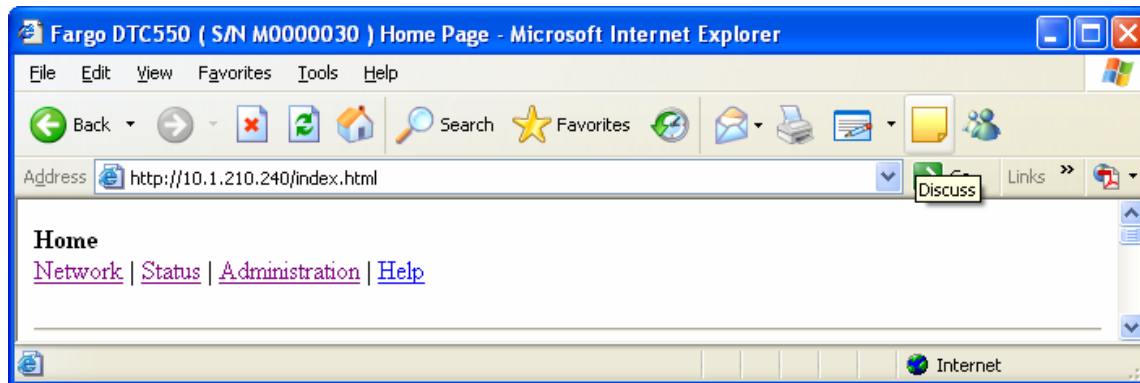 Fargo DTC550 ( S/N M0000030 ) Home Page - Microsoft Internet Explorer
File Edit View Favorites Tools Help
Back Search Favorites
Address http://10.1.210.240/index.html Links »
Discuss
Home
Network | Status | Administration | Help
Internet